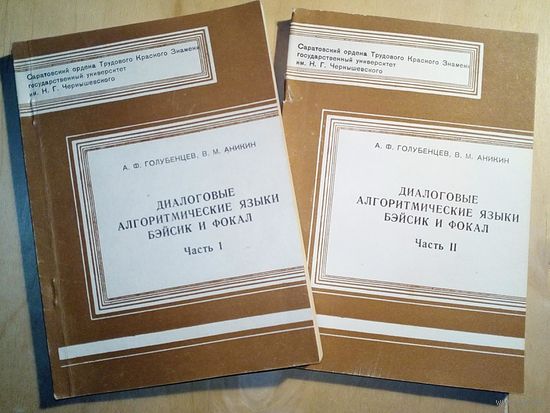 Саратовский ордена Трудового Красного Знамени
государственный университет
им. Н. Г. Чернышевского
А. Ф. ГОЛУБЕНЦЕВ, В. М. АНИКИН
ДИАЛОГОВЫЕ
АЛГОРИТМИЧЕСКИЕ ЯЗЫКИ
БЭЙСИК И ФОКАЛ
Часть I
Саратовский ордена Трудового Красного Знамени
государственный университет
им. Н. Г. Чернышевского
А. Ф. ГОЛУБЕНЦЕВ, В. М. АНИКИН
ДИАЛОГОВЫЕ
АЛГОРИТМИЧЕСКИЕ ЯЗЫКИ
БЭЙСИК И ФОКАЛ
Часть II